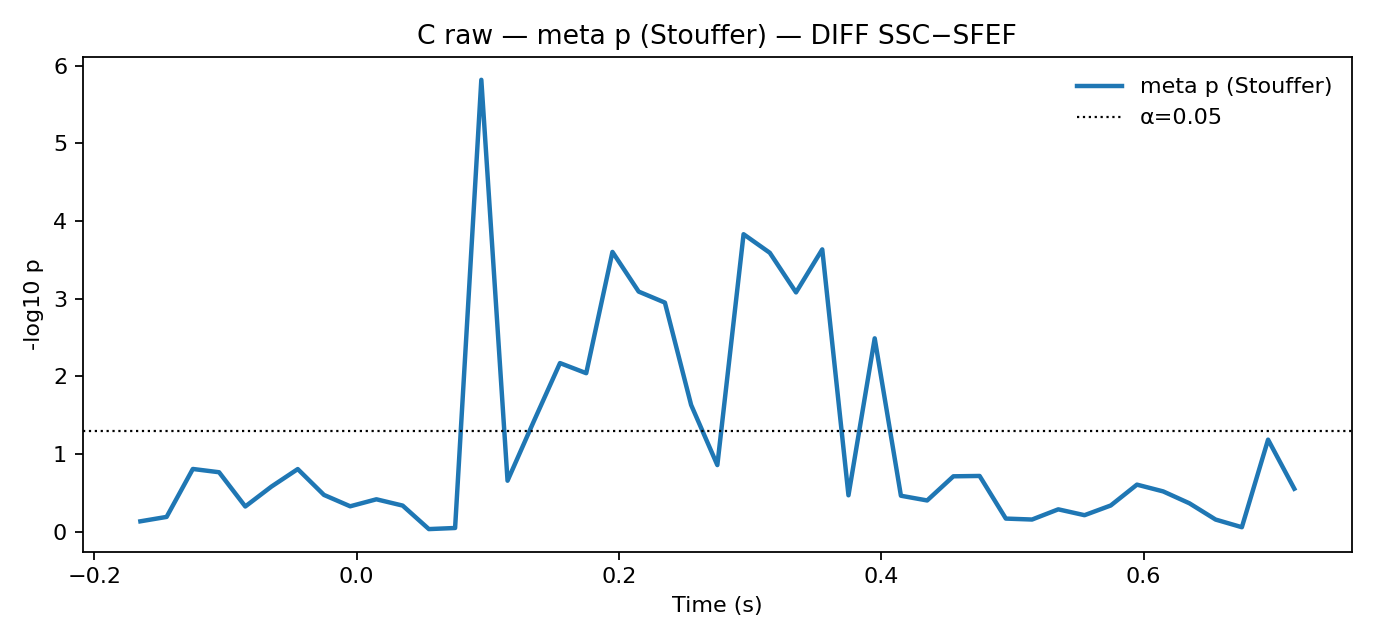 C raw — meta p (Stouffer) — DIFF SSC−SFEF
meta p (Stouffer)
α=0.05
-log10 p
6
5
4
3
2
1
0
−0.2
0.0
0.2
0.4
0.6
Time (s)